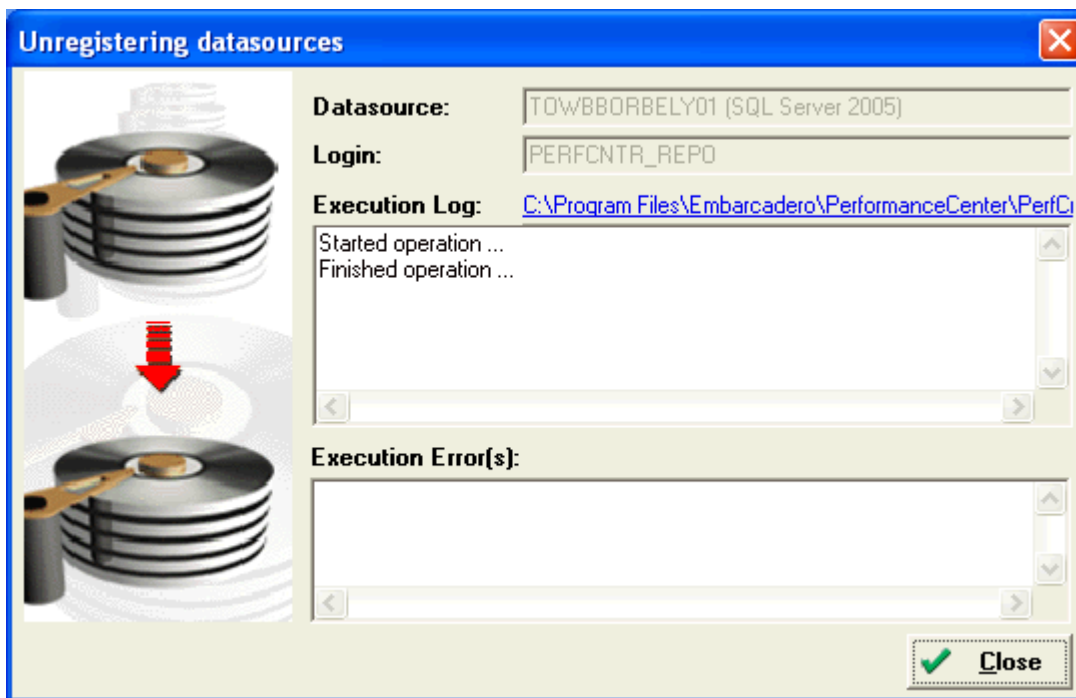 Unregistering datasources
Datasource: TOWBBORBELY01 (SQL Server 2005)
Login: PERFCNTR_REPO
Execution Log: C:\Program Files\Embarcadero\PerformanceCenter\PerfC
Started operation ...
Finished operation ...
Execution Error(s):
Close